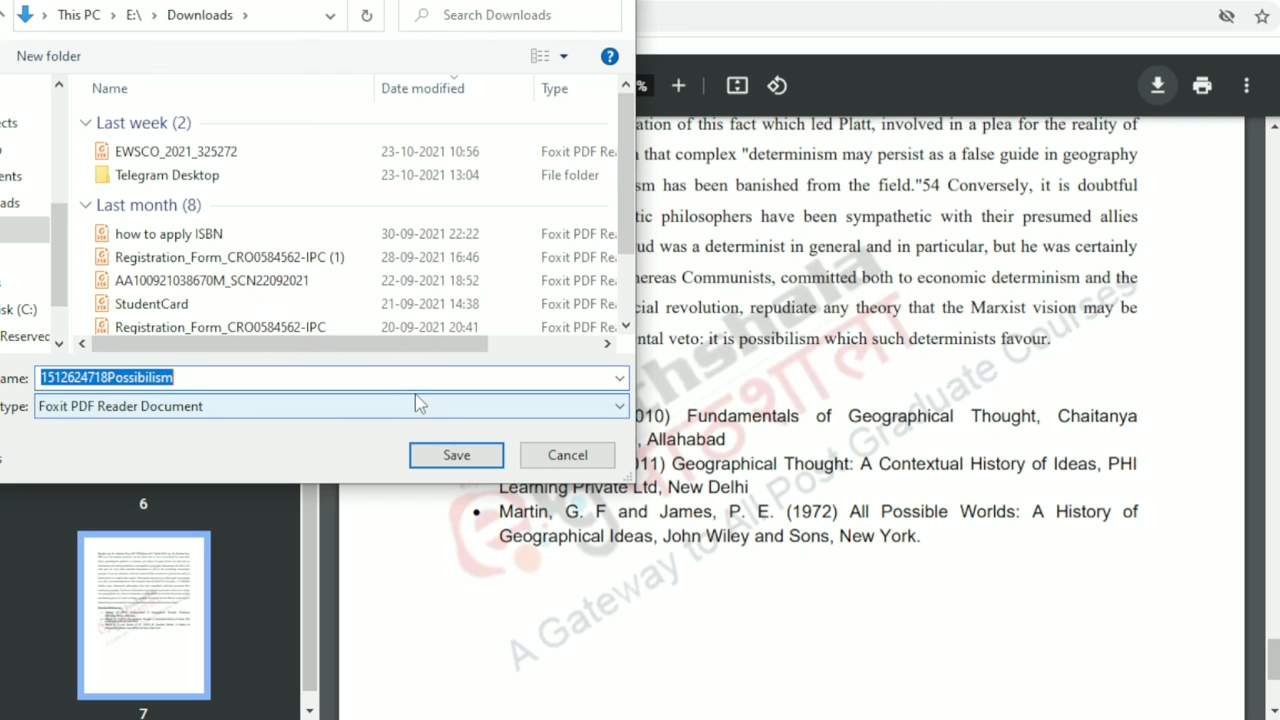 This PC > E:\ > Downloads >
Search Downloads
New folder
Name
Date modified
Type
Last week (2)
EWSCO_2021_325272 23-10-2021 10:56 Foxit PDF Re
Telegram Desktop 23-10-2021 13:04 File folder
Last month (8)
how to apply ISBN 30-09-2021 22:22 Foxit PDF Re
Registration_Form_CRO0584562-IPC (1) 28-09-2021 16:46 Foxit PDF Re
AA100921038670M_SCN22092021 22-09-2021 18:52 Foxit PDF Re
StudentCard 21-09-2021 14:38 Foxit PDF Re
Registration_Form_CRO0584562-IPC 20-09-2021 20:41 Foxit PDF Re
ects
ents
ads
isk (C:)
Reserved
ame: 1512624718Possibilism
type: Foxit PDF Reader Document
Save
Cancel
6
7
%
ation of this fact which led Platt, involved in a plea for the reality of
that complex "determinism may persist as a false guide in geography
sm has been banished from the field."54 Conversely, it is doubtful
tic philosophers have been sympathetic with their presumed allies
ud was a determinist in general and in particular, but he was certainly
hereas Communists, committed both to economic determinism and the
cial revolution, repudiate any theory that the Marxist vision may be
ntal veto: it is possibilism which such determinists favour.
010) Fundamentals of Geographical Thought, Chaitanya
, Allahabad
011) Geographical Thought: A Contextual History of Ideas, PHI
Learning Private Ltd, New Delhi
• Martin, G. F and James, P. E. (1972) All Possible Worlds: A History of
Geographical Ideas, John Wiley and Sons, New York.
athshala
पाठशाला
A Gateway to All Post Graduate Courses